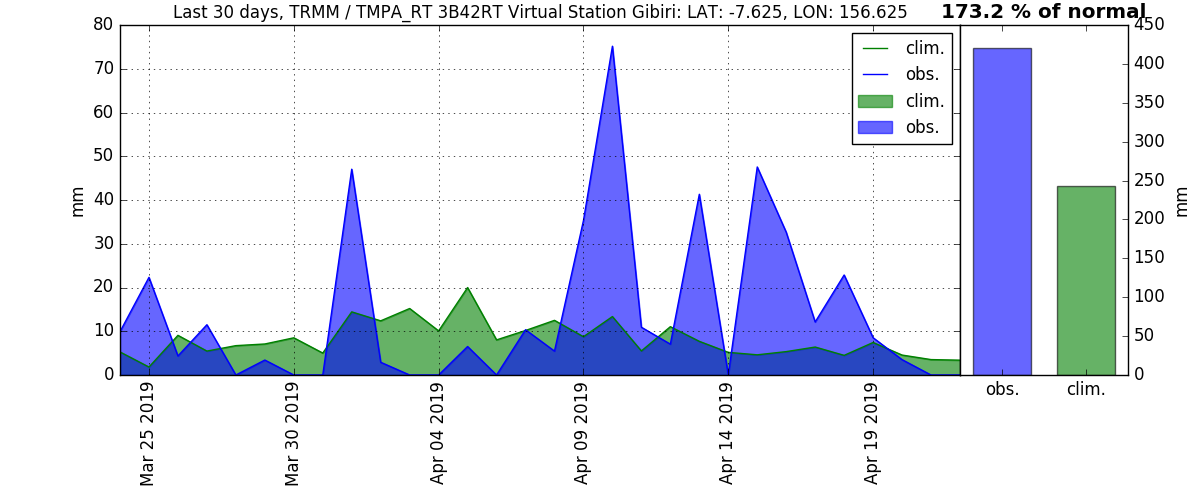 Last 30 days, TRMM / TMPA_RT 3B42RT Virtual Station Gibiri: LAT: -7.625, LON: 156.625
173.2 % of normal
80
70
60
50
40
30
20
10
0
mm
clim.
obs.
clim.
obs.
Mar 25 2019
Mar 30 2019
Apr 04 2019
Apr 09 2019
Apr 14 2019
Apr 19 2019
450
400
350
300
250
200
150
100
50
0
mm
obs.
clim.